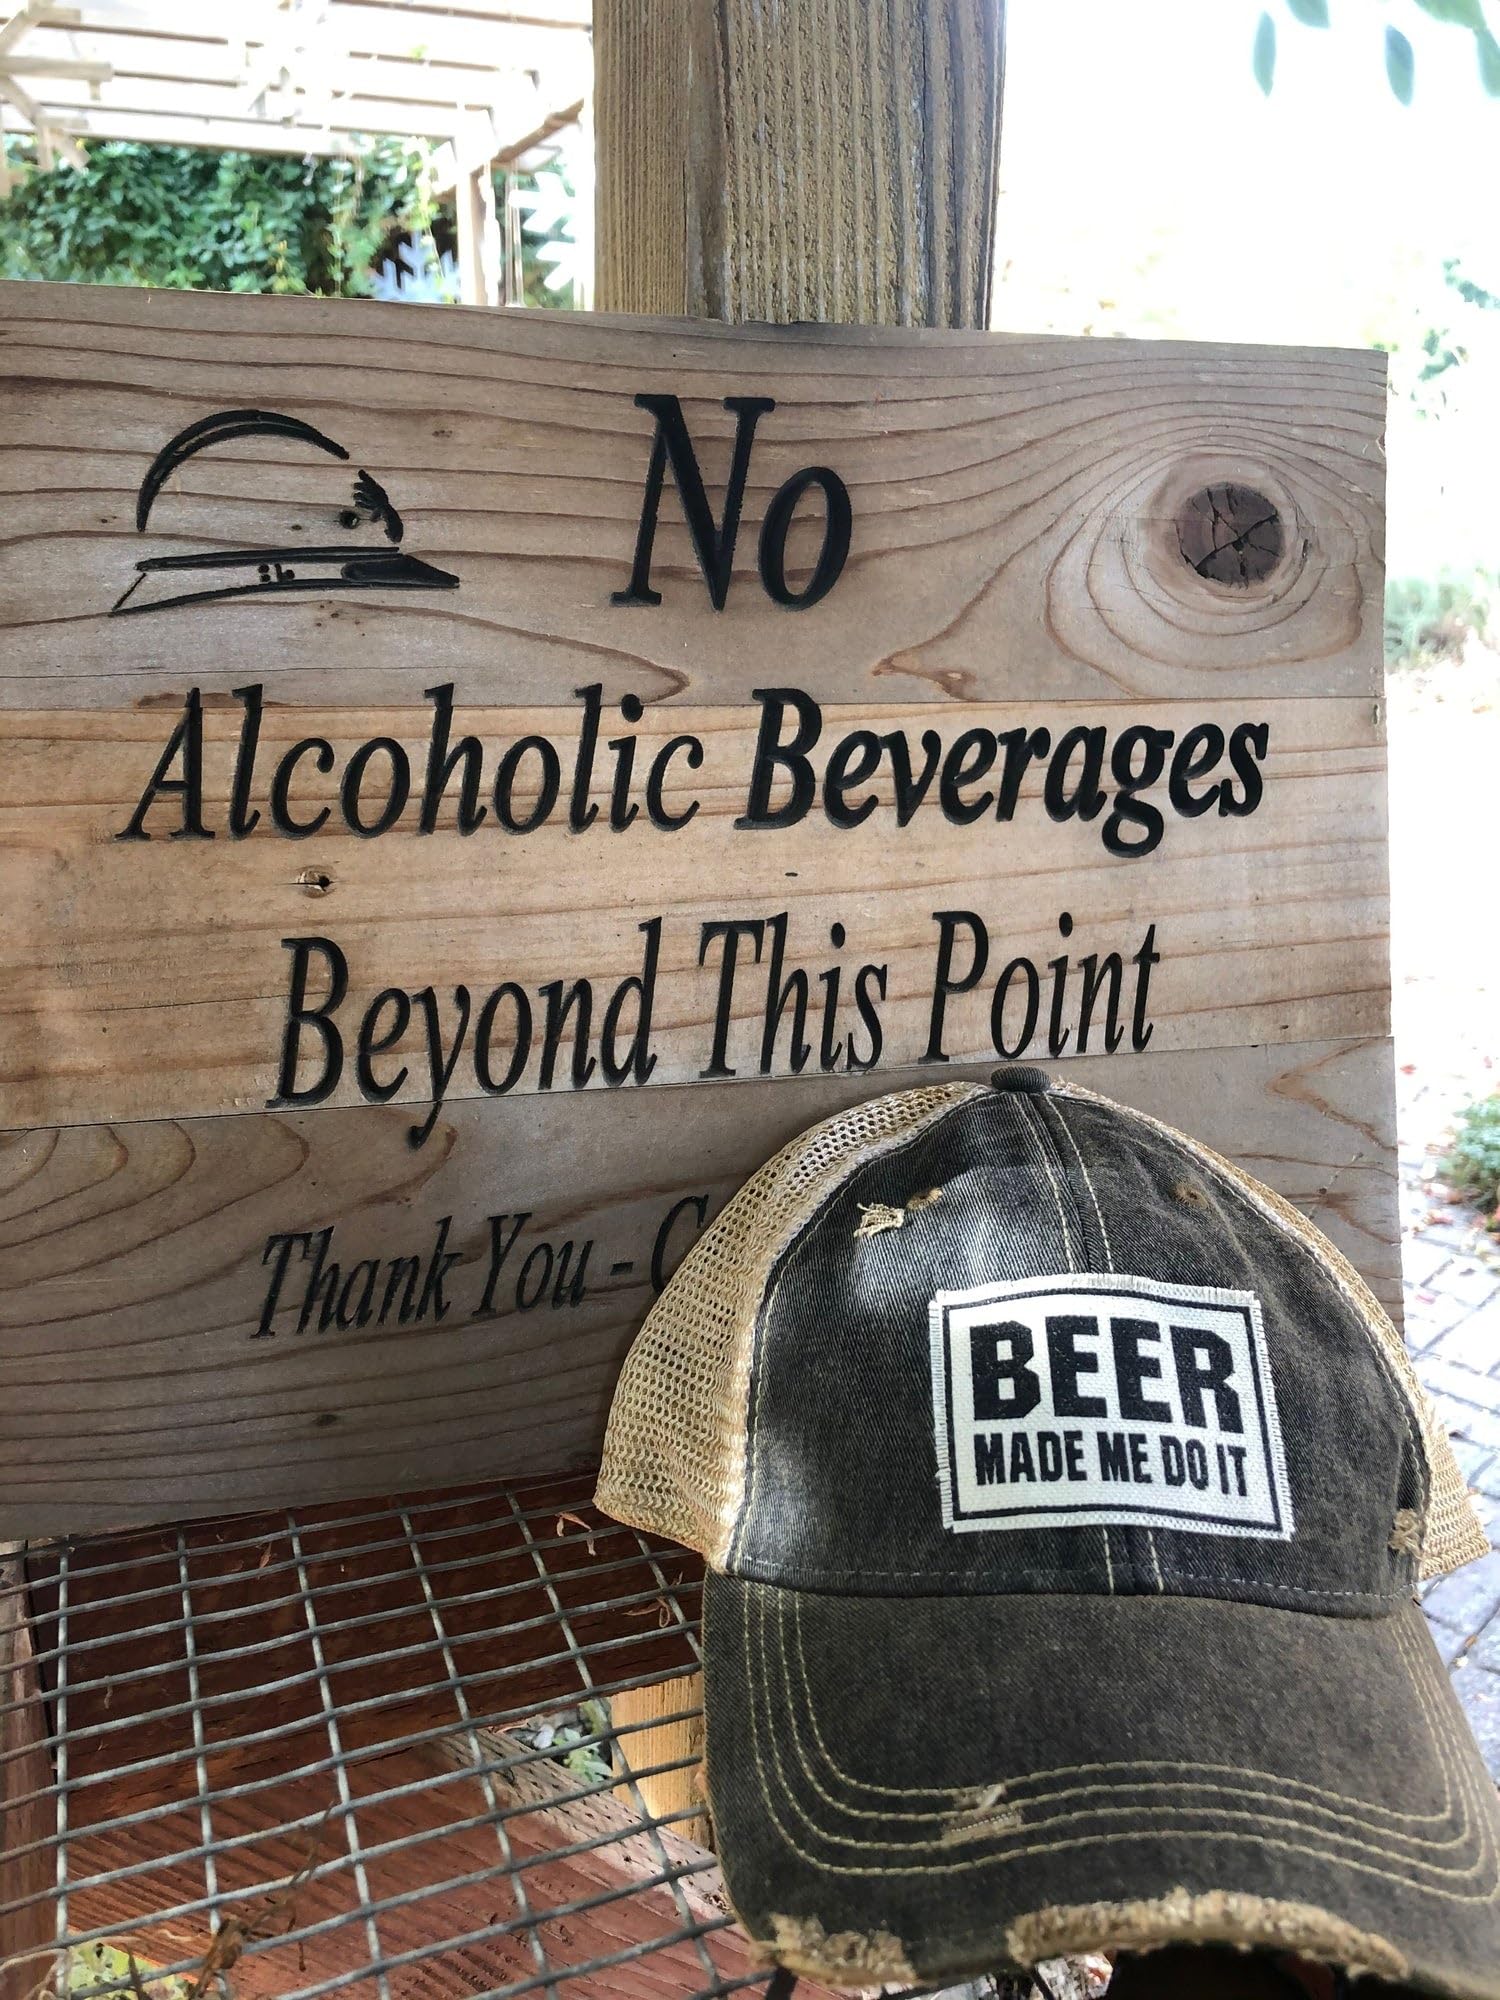 No
Alcoholic Beverages
Beyond This Point
Thank You -
BEER
MADE ME DO IT